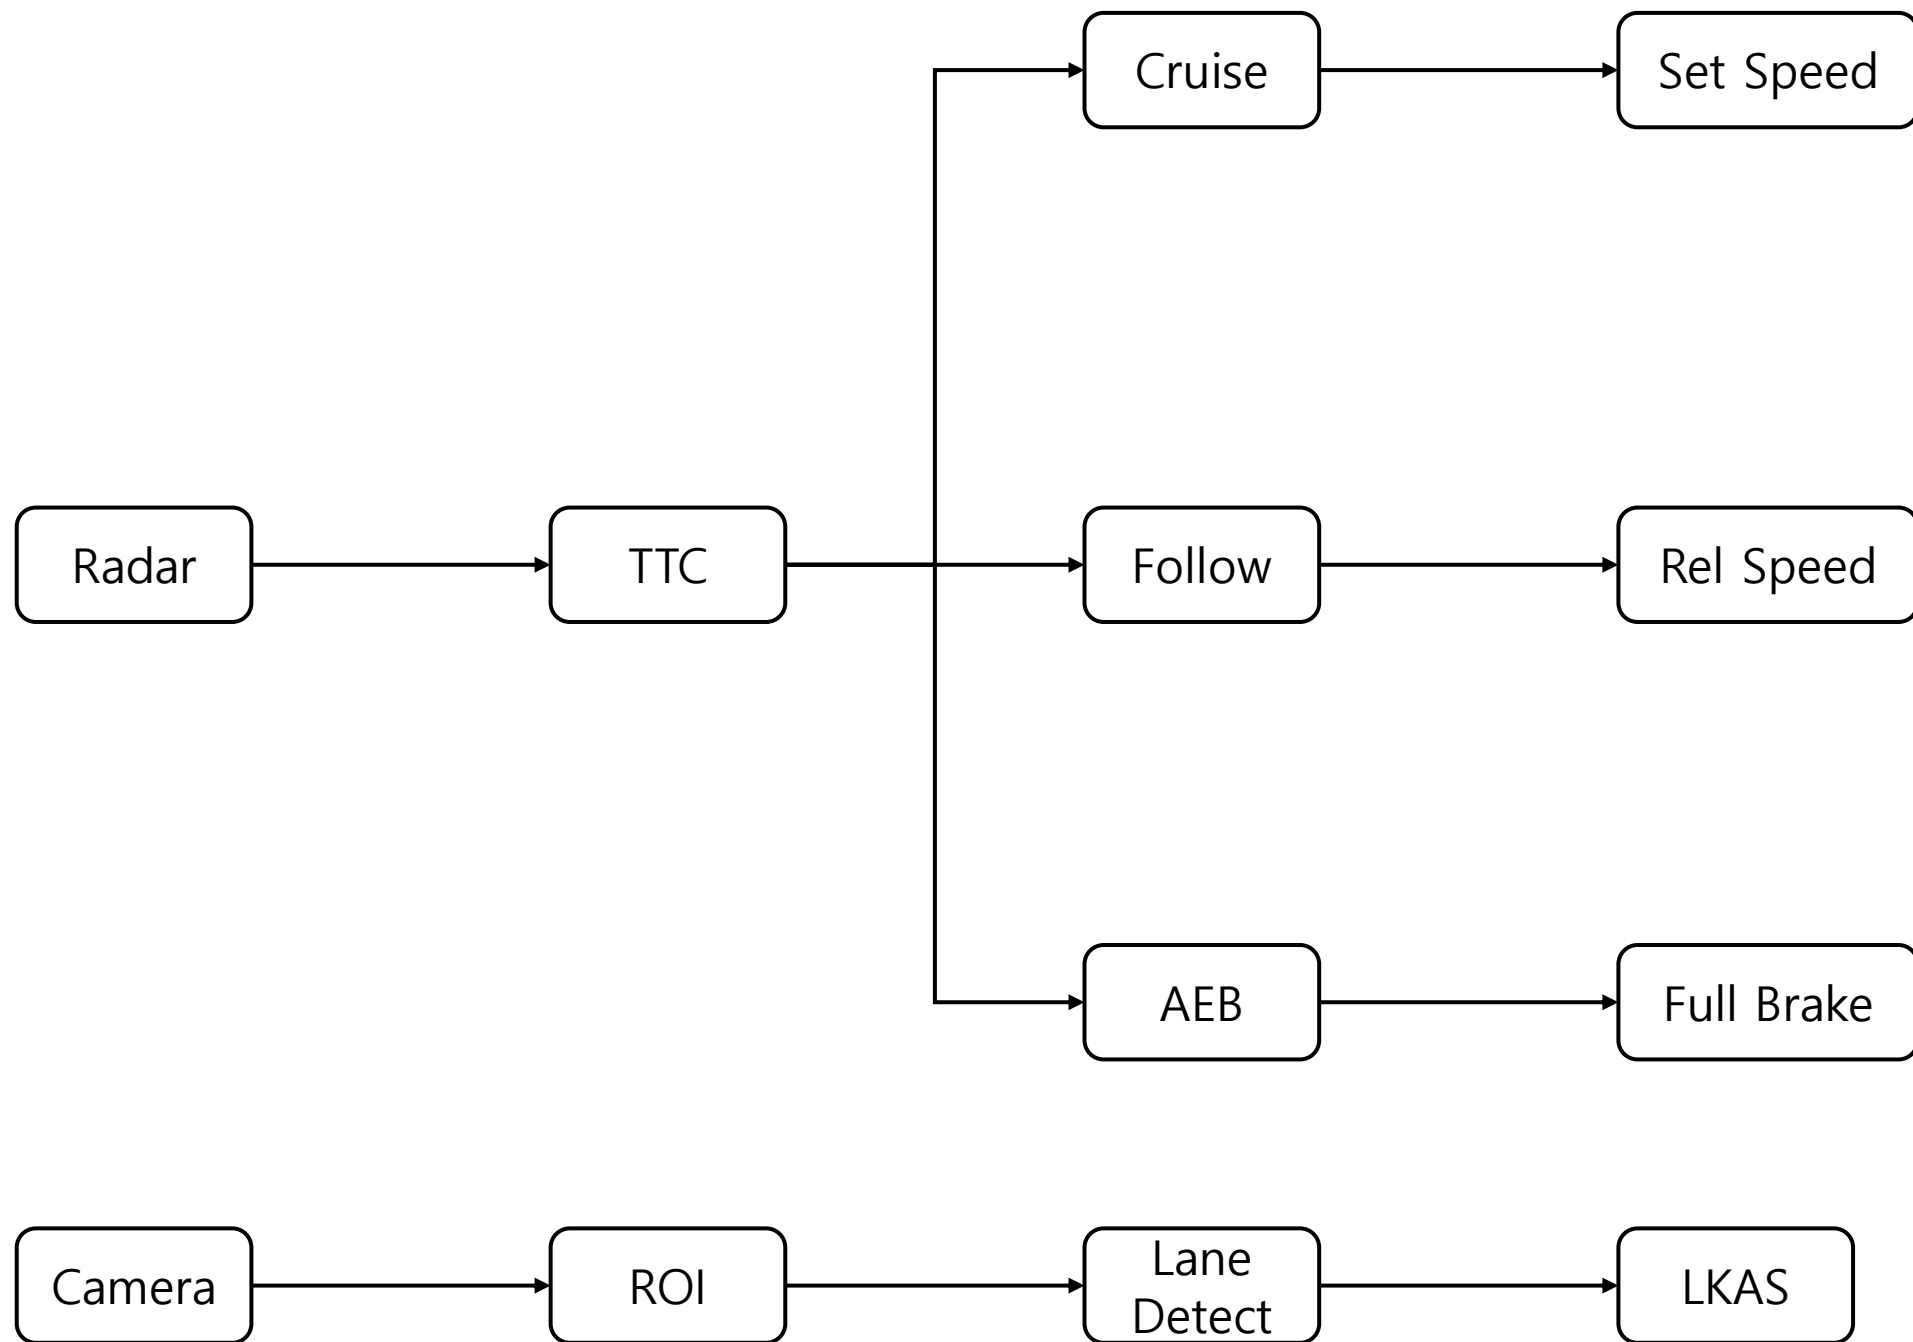 Cruise
Set Speed
Radar
TTC
Follow
Rel Speed
AEB
Full Brake
Camera
ROI
Lane
Detect
LKAS